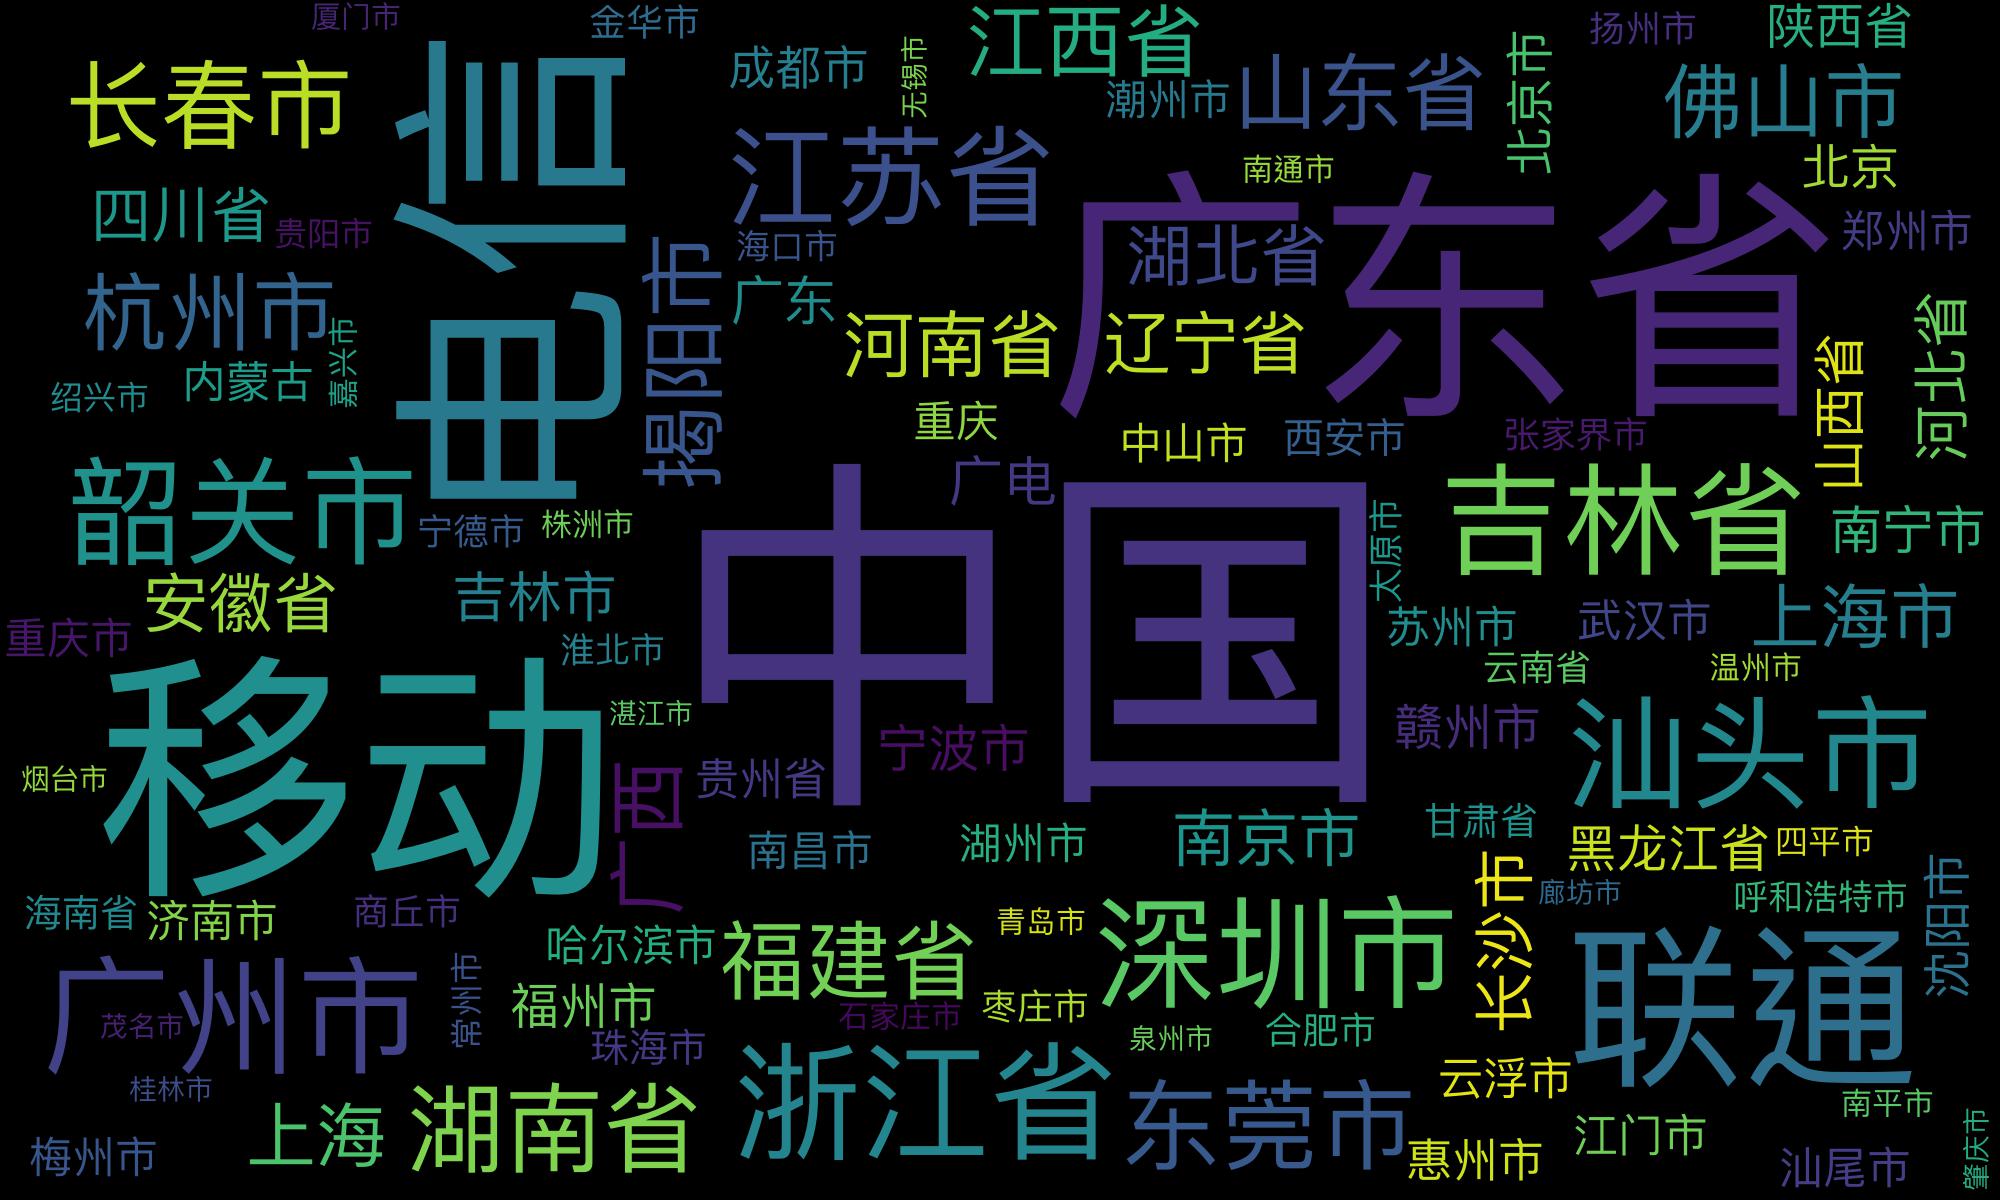 厦门市
金华市
江西省
扬州市
陕西省
长春市
电信
成都市
无锡市
潮州市
山东省
北京市
佛山市
江苏省
南通市
北京
四川省
贵阳市
海口市
广东省
湖北省
郑州市
杭州市
嘉兴市
揭阳市
广东
河南省
辽宁省
山西省
河北省
绍兴市
内蒙古
重庆
中山市
西安市
张家界市
韶关市
宁德市
株洲市
广电
中国
太原市
吉林省
南宁市
安徽省
吉林市
重庆市
淮北市
苏州市
武汉市
上海市
云南省
温州市
移动
湛江市
宁波市
赣州市
汕头市
烟台市
广西
贵州省
南昌市
湖州市
南京市
甘肃省
黑龙江省
四平市
海南省
济南市
商丘市
哈尔滨市
福建省
青岛市
深圳市
长沙市
廊坊市
呼和浩特市
沈阳市
广州市
茂名市
常州市
福州市
石家庄市
枣庄市
联通
珠海市
泉州市
合肥市
桂林市
上海
湖南省
浙江省
东莞市
云浮市
南平市
梅州市
惠州市
江门市
汕尾市
肇庆市